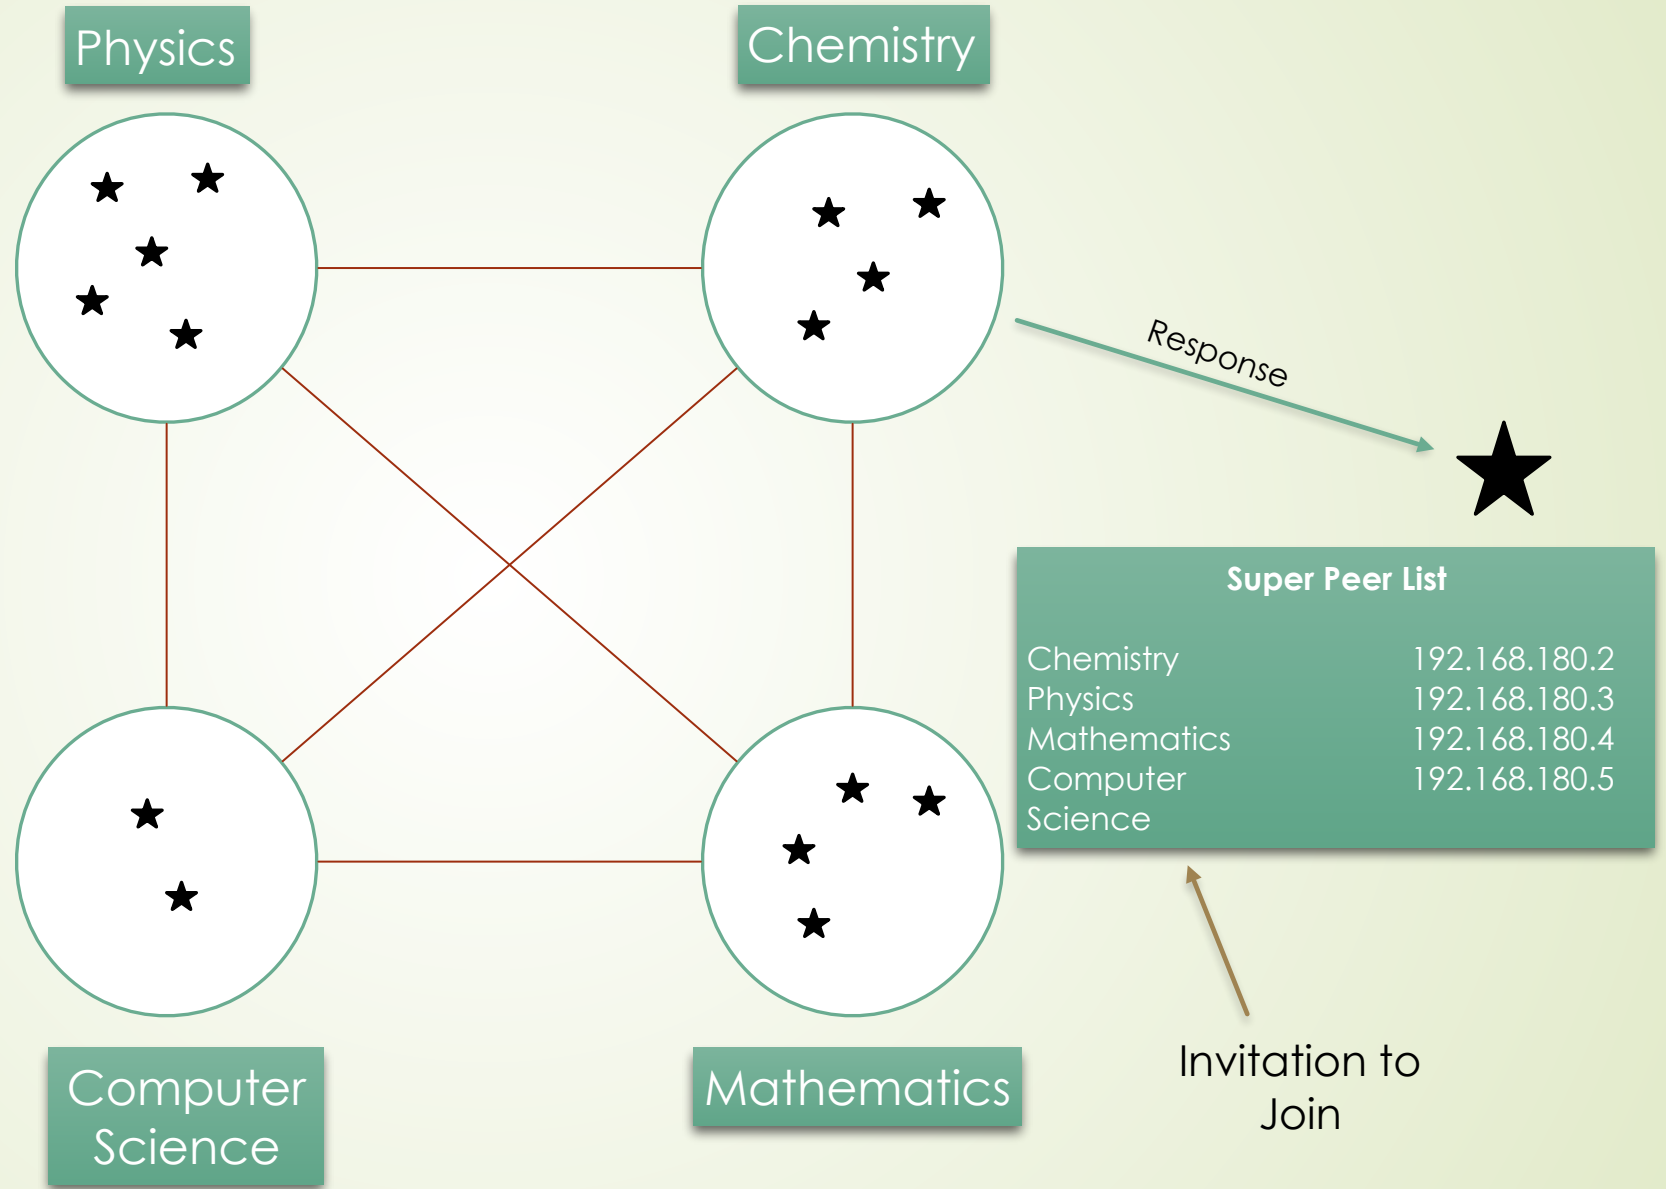 Physics
Chemistry
Response
Super Peer List
Chemistry 192.168.180.2
Physics 192.168.180.3
Mathematics 192.168.180.4
Computer 192.168.180.5
Science
Computer
Science
Mathematics
Invitation to
Join